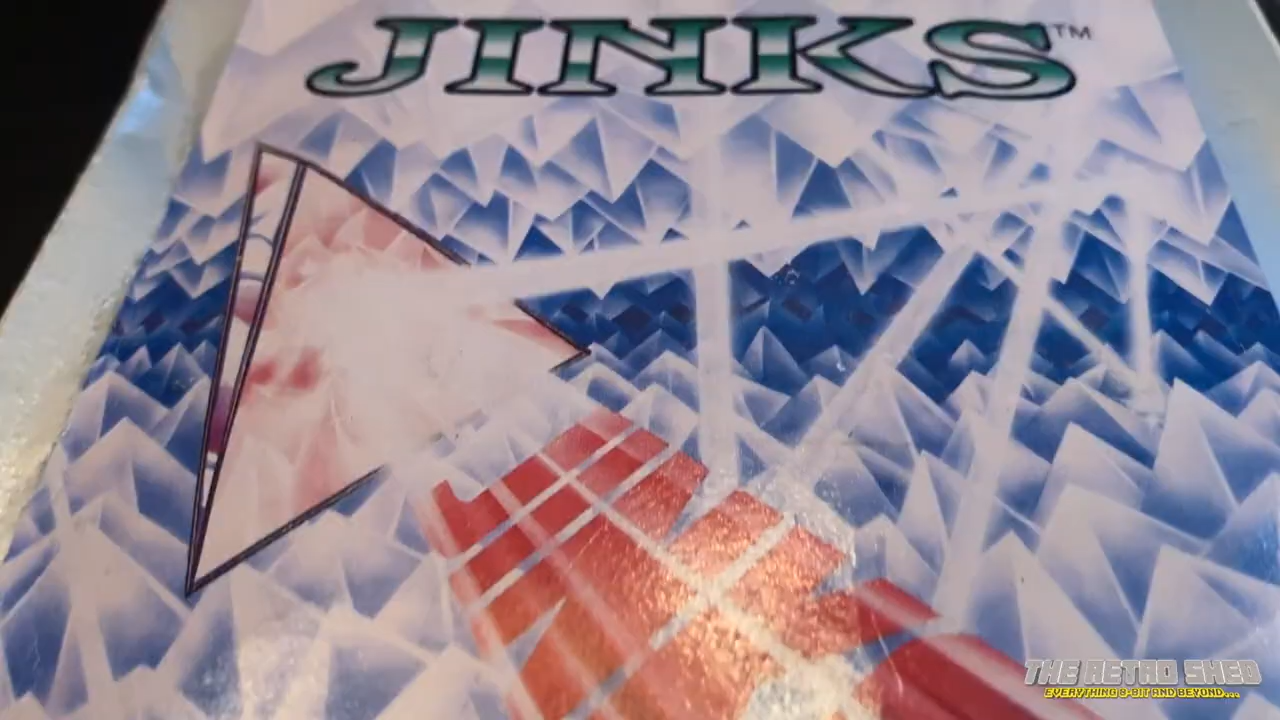 JINKS™
THE RETRO SHED
EVERYTHING 8-BIT AND BEYOND...